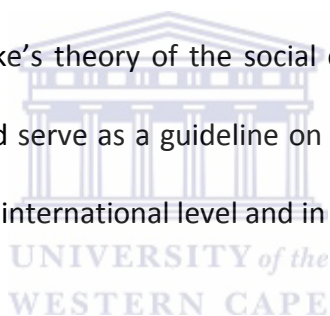 ke's theory of the social
serve as a guideline on
international level and in
UNIVERSITY of the
WESTERN CAPE